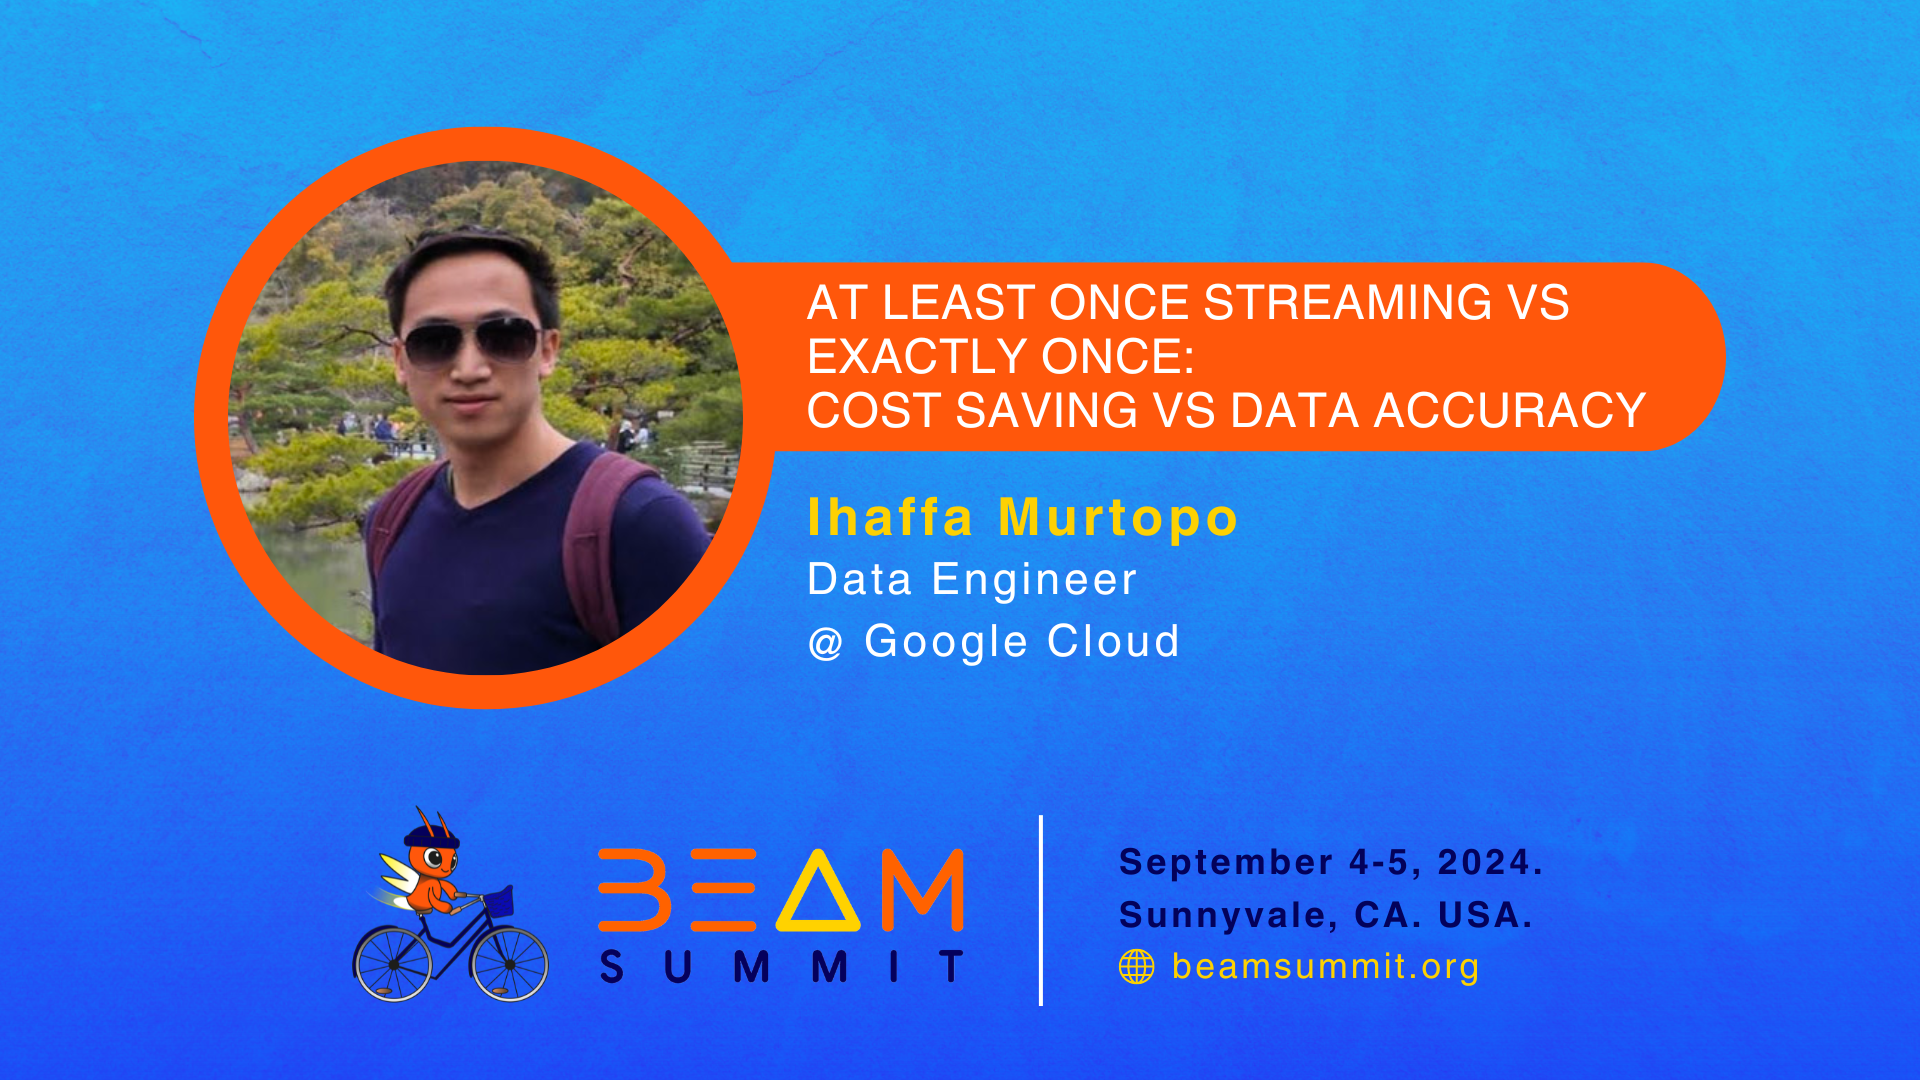 AT LEAST ONCE STREAMING VS
EXACTLY ONCE:
COST SAVING VS DATA ACCURACY
Ihaffa Murtopo
Data Engineer
@ Google Cloud
BEAM
SUMMIT
September 4-5, 2024.
Sunnyvale, CA. USA.
beamsummit.org